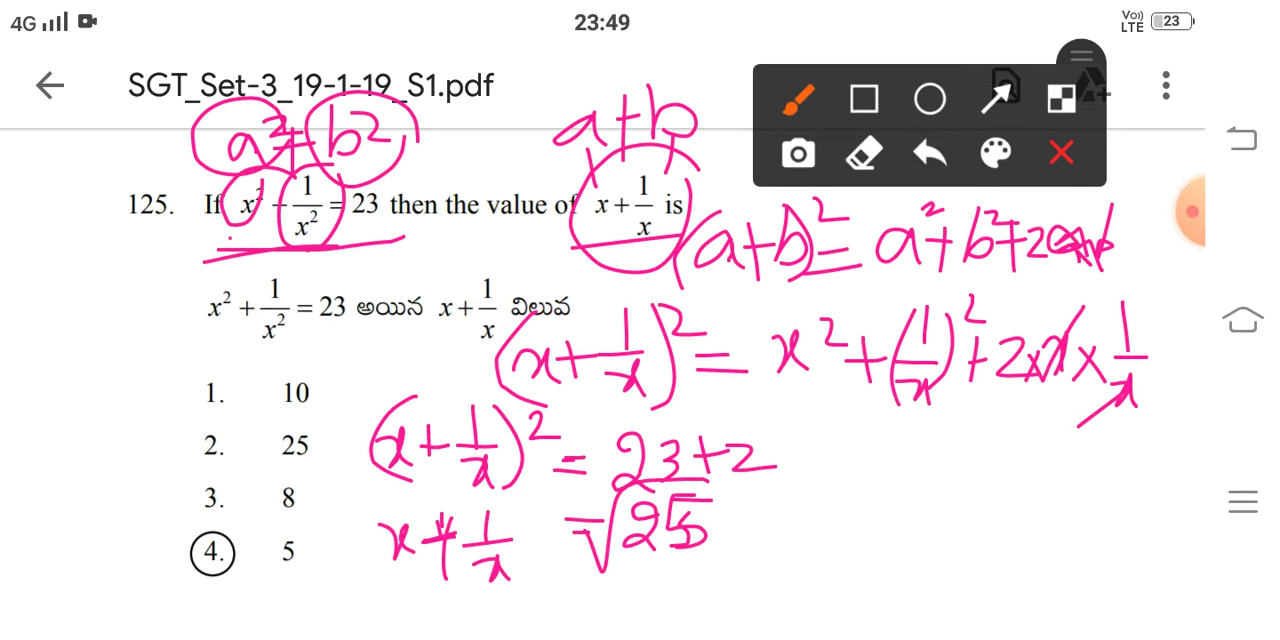 4G 23:49 Vo)) LTE 23
SGT_Set-3_19-1-19_S1.pdf
a² + b² a+b
125. If x² + 1/x² = 23 then the value of x + 1/x is
(a+b)² = a² + b² + 2ab
x² + 1/x² = 23 అయిన x + 1/x విలువ
(x + 1/x)² = x² + (1/x)² + 2 × x × 1/x
1. 10
(x + 1/x)² = 23 + 2
2. 25
3. 8
x + 1/x = √25
4. 5